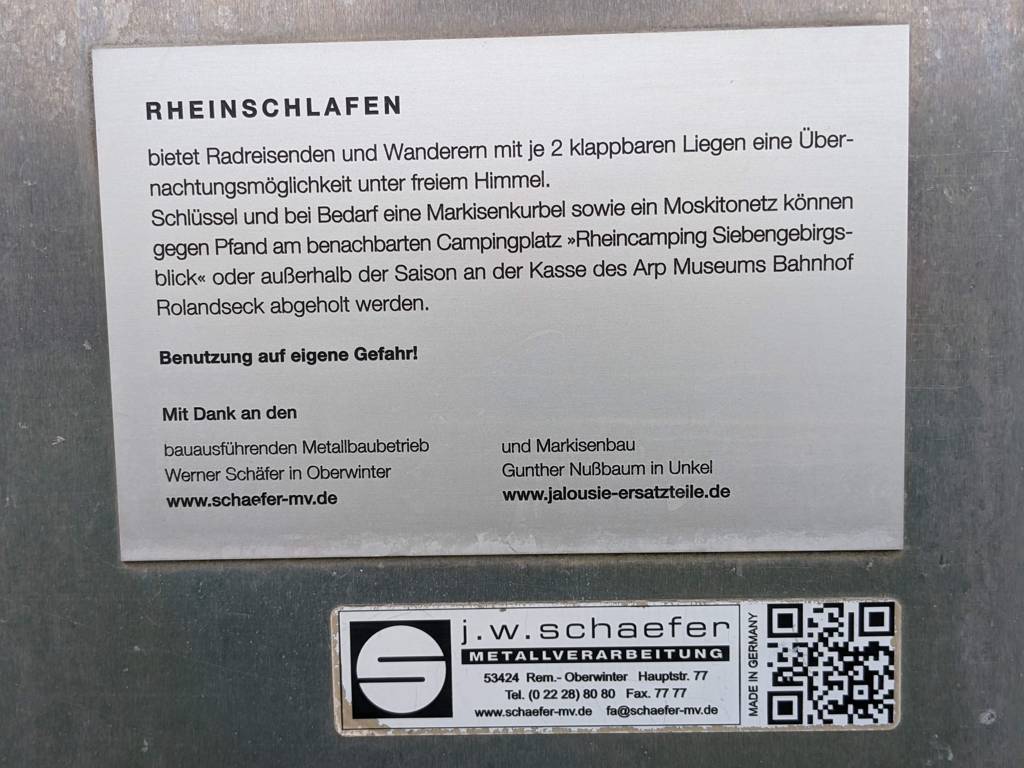 RHEINSCHLAFEN
bietet Radreisenden und Wanderern mit je 2 klappbaren Liegen eine Über-
nachtungsmöglichkeit unter freiem Himmel.
Schlüssel und bei Bedarf eine Markisenkurbel sowie ein Moskitonetz können
gegen Pfand am benachbarten Campingplatz »Rheincamping Siebengebirgs-
blick« oder außerhalb der Saison an der Kasse des Arp Museums Bahnhof
Rolandseck abgeholt werden.
Benutzung auf eigene Gefahr!
Mit Dank an den
bauausführenden Metallbaubetrieb
Werner Schäfer in Oberwinter
www.schaefer-mv.de
und Markisenbau
Gunther Nußbaum in Unkel
www.jalousie-ersatzteile.de
j.w.schaefer
METALLVERARBEITUNG
53424 Rem.- Oberwinter Hauptstr. 77
Tel. (0 22 28) 80 80 Fax. 77 77
www.schaefer-mv.de fa@schaefer-mv.de
MADE IN GERMANY